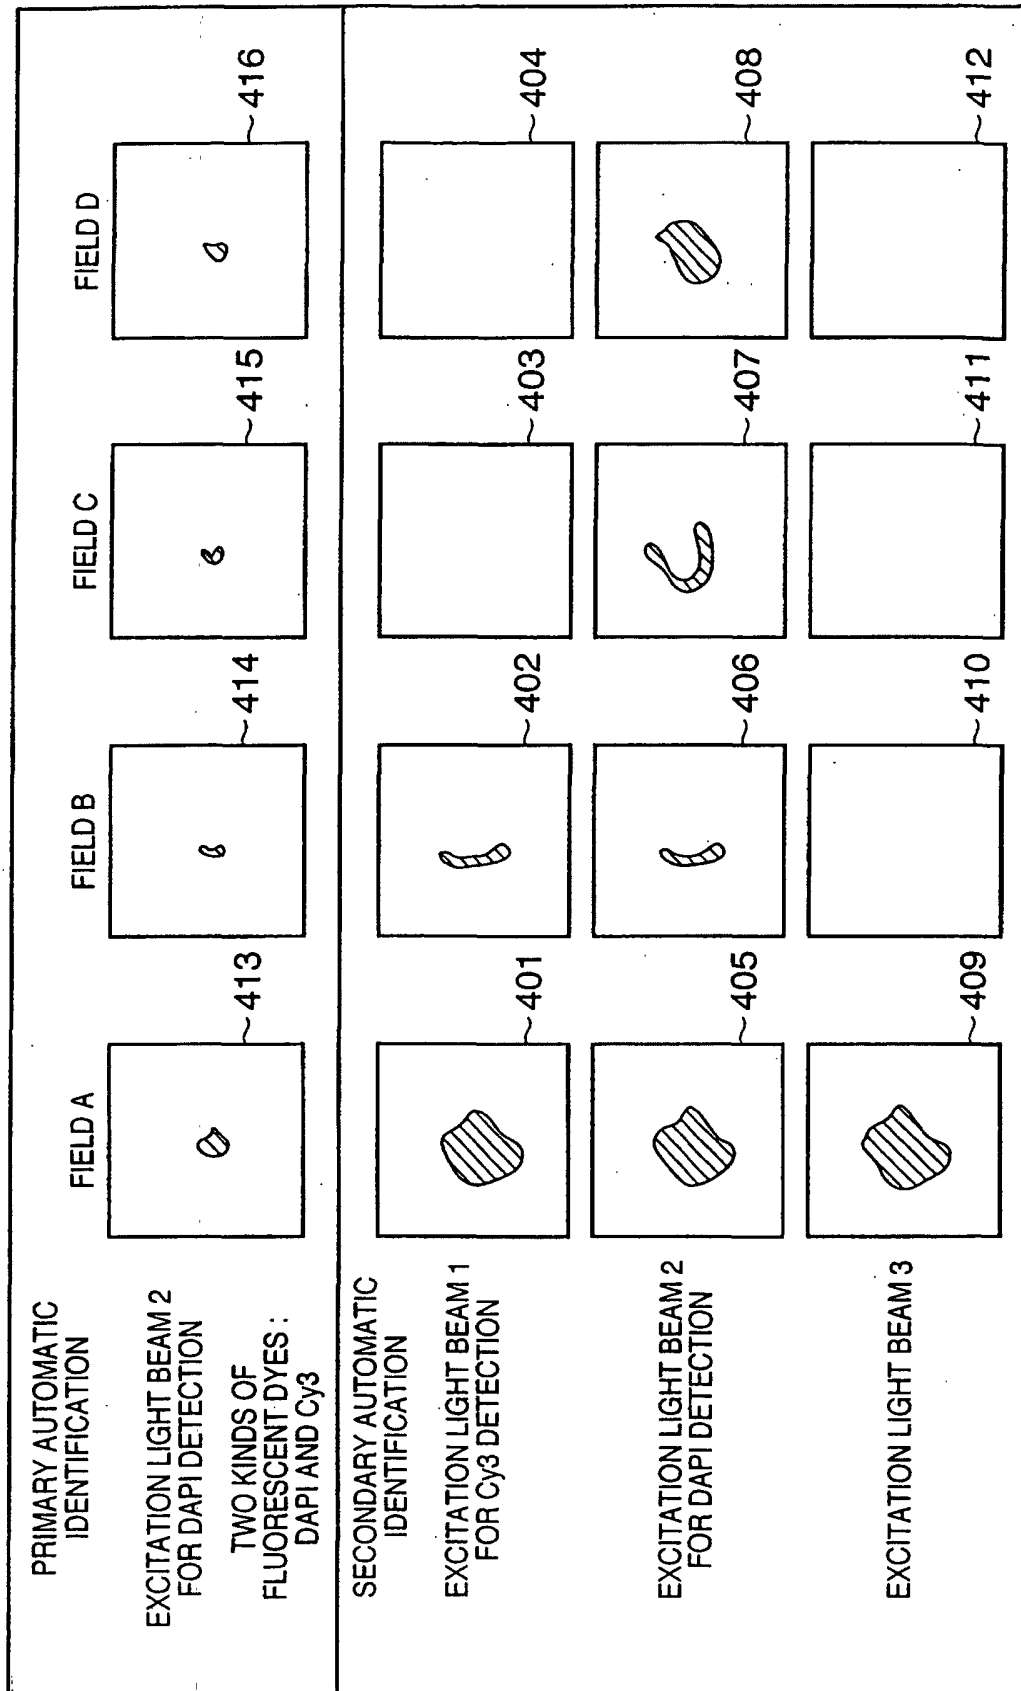 PRIMARY AUTOMATIC
IDENTIFICATION
EXCITATION LIGHT BEAM 2
FOR DAPI DETECTION
TWO KINDS OF
FLUORESCENT DYES :
DAPI AND Cy3
FIELD A
FIELD B
FIELD C
FIELD D
413
414
415
416
SECONDARY AUTOMATIC
IDENTIFICATION
EXCITATION LIGHT BEAM 1
FOR Cy3 DETECTION
401
402
403
404
EXCITATION LIGHT BEAM 2
FOR DAPI DETECTION
405
406
407
408
EXCITATION LIGHT BEAM 3
409
410
411
412